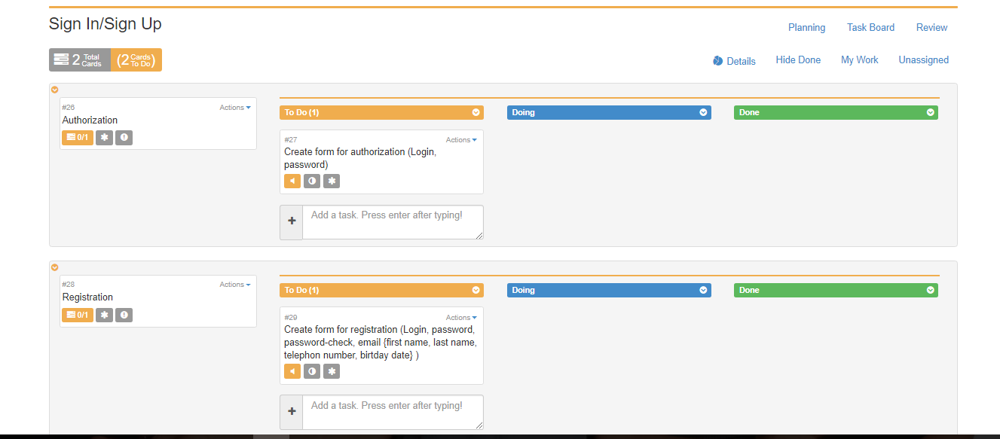 Sign In/Sign Up
Planning Task Board Review
2 Total Cards (2 Cards To Do)
Details Hide Done My Work Unassigned
#26 Actions
Authorization
0/1
To Do (1) Doing Done
#27 Actions
Create form for authorization (Login,
password)
Add a task. Press enter after typing!
#28 Actions
Registration
0/1
To Do (1) Doing Done
#29 Actions
Create form for registration (Login, password,
password-check, email {first name, last name,
telephon number, birtday date} )
Add a task. Press enter after typing!